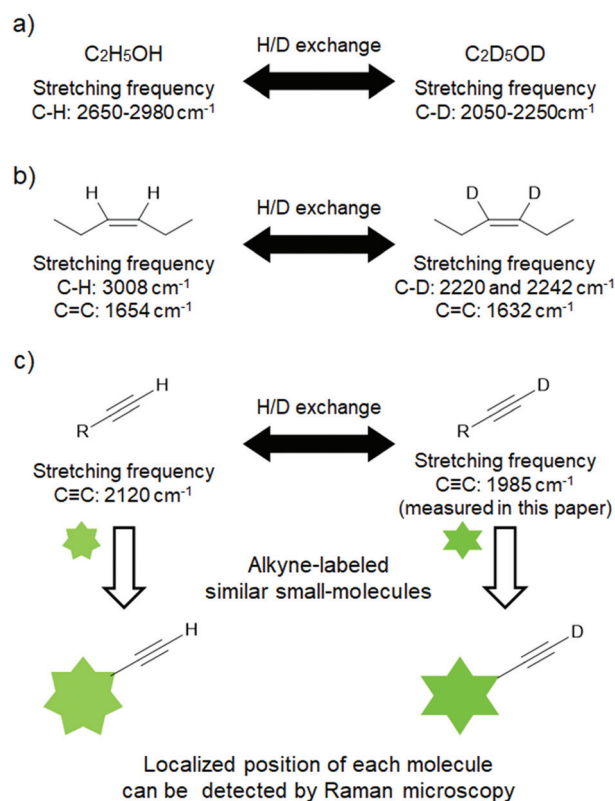 a)
C2H5OH
H/D exchange
C2D5OD
Stretching frequency
C-H: 2650-2980 cm-1
Stretching frequency
C-D: 2050-2250cm-1
b)
H H
H/D exchange
D D
Stretching frequency
C-H: 3008 cm-1
C=C: 1654 cm-1
Stretching frequency
C-D: 2220 and 2242 cm-1
C=C: 1632 cm-1
c)
H
R
H/D exchange
D
R
Stretching frequency
C≡C: 2120 cm-1
Stretching frequency
C≡C: 1985 cm-1
(measured in this paper)
Alkyne-labeled
similar small-molecules
H
D
Localized position of each molecule
can be detected by Raman microscopy